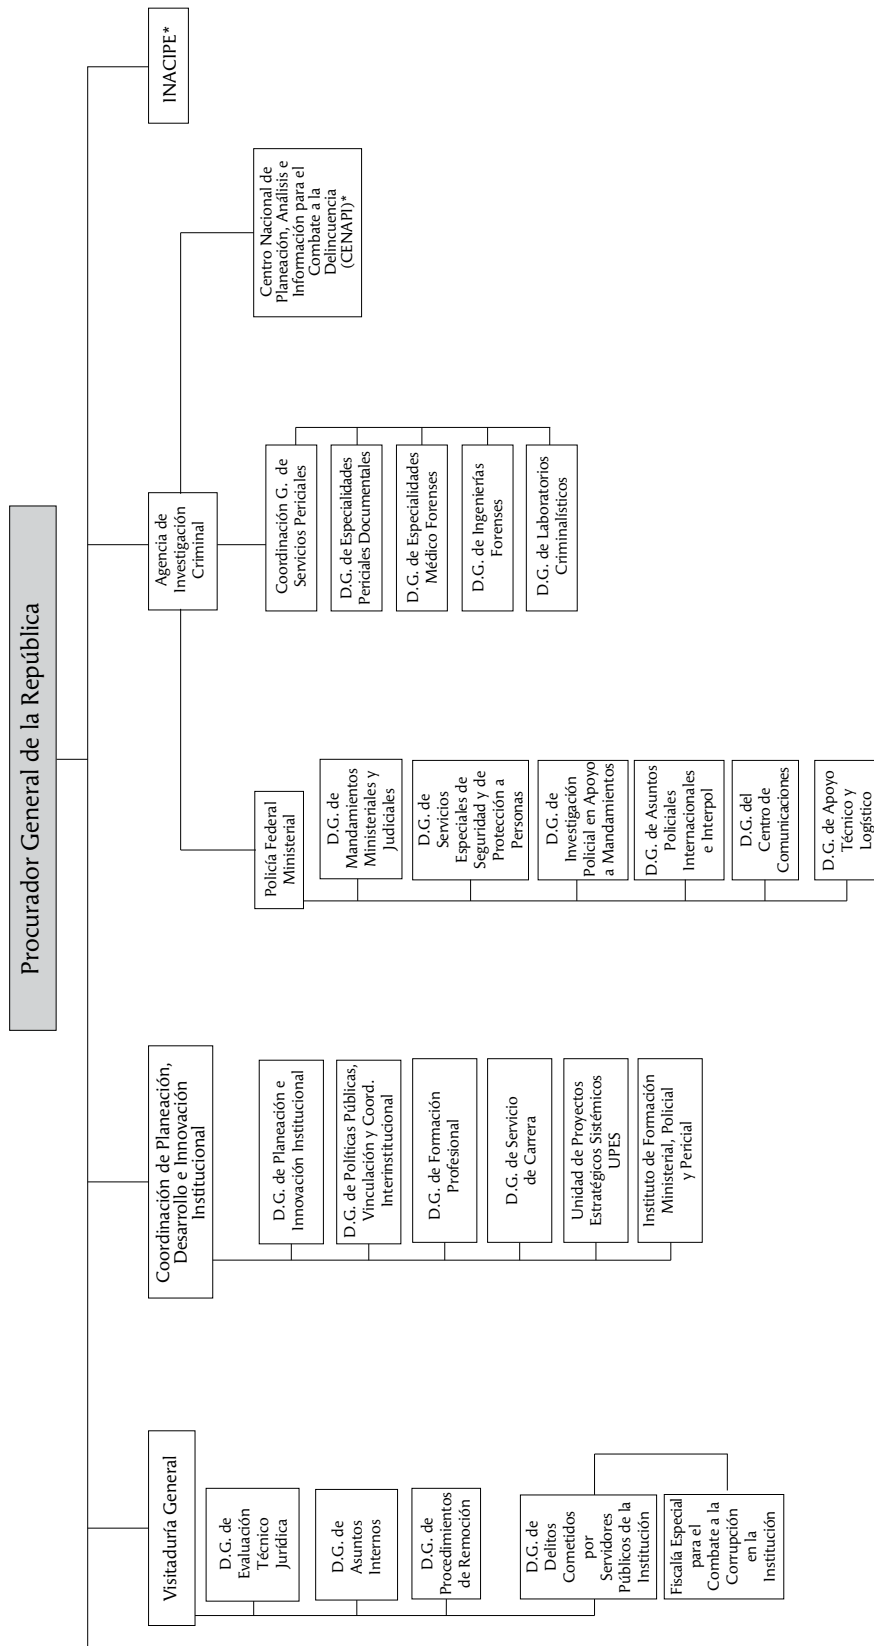 Procurador General de la República
Visitaduría General
D.G. de
Evaluación
Técnico
Jurídica
D.G. de
Asuntos
Internos
D.G. de
Procedimientos
de Remoción
D.G. de
Delitos
Cometidos
por
Servidores
Públicos de la
Institución
Fiscalía Especial
para el
Combate a la
Corrupción
en la
Institución
Coordinación de Planeación,
Desarrollo e Innovación
Institucional
D.G. de Planeación e
Innovación Institucional
D.G. de Políticas Públicas,
Vinculación y Coord.
Interinstitucional
D.G. de Formación
Profesional
D.G. de Servicio
de Carrera
Unidad de Proyectos
Estratégicos Sistémicos
UPES
Instituto de Formación
Ministerial, Policial
y Pericial
Agencia de
Investigación
Criminal
Policía Federal
Ministerial
D.G. de
Mandamientos
Ministeriales y
Judiciales
D.G. de
Servicios
Especiales de
Seguridad y de
Protección a
Personas
D.G. de
Investigación
Policial en Apoyo
a Mandamientos
D.G. de Asuntos
Policiales
Internacionales
e Interpol
D.G. del
Centro de
Comunicaciones
D.G. de Apoyo
Técnico y
Logístico
Coordinación G. de
Servicios Periciales
D.G. de Especialidades
Periciales Documentales
D.G. de Especialidades
Médico Forenses
D.G. de Ingenierías
Forenses
D.G. de Laboratorios
Criminalísticos
Centro Nacional de
Planeación, Análisis e
Información para el
Combate a la
Delincuencia
(CENAPI)*
INACIPE*